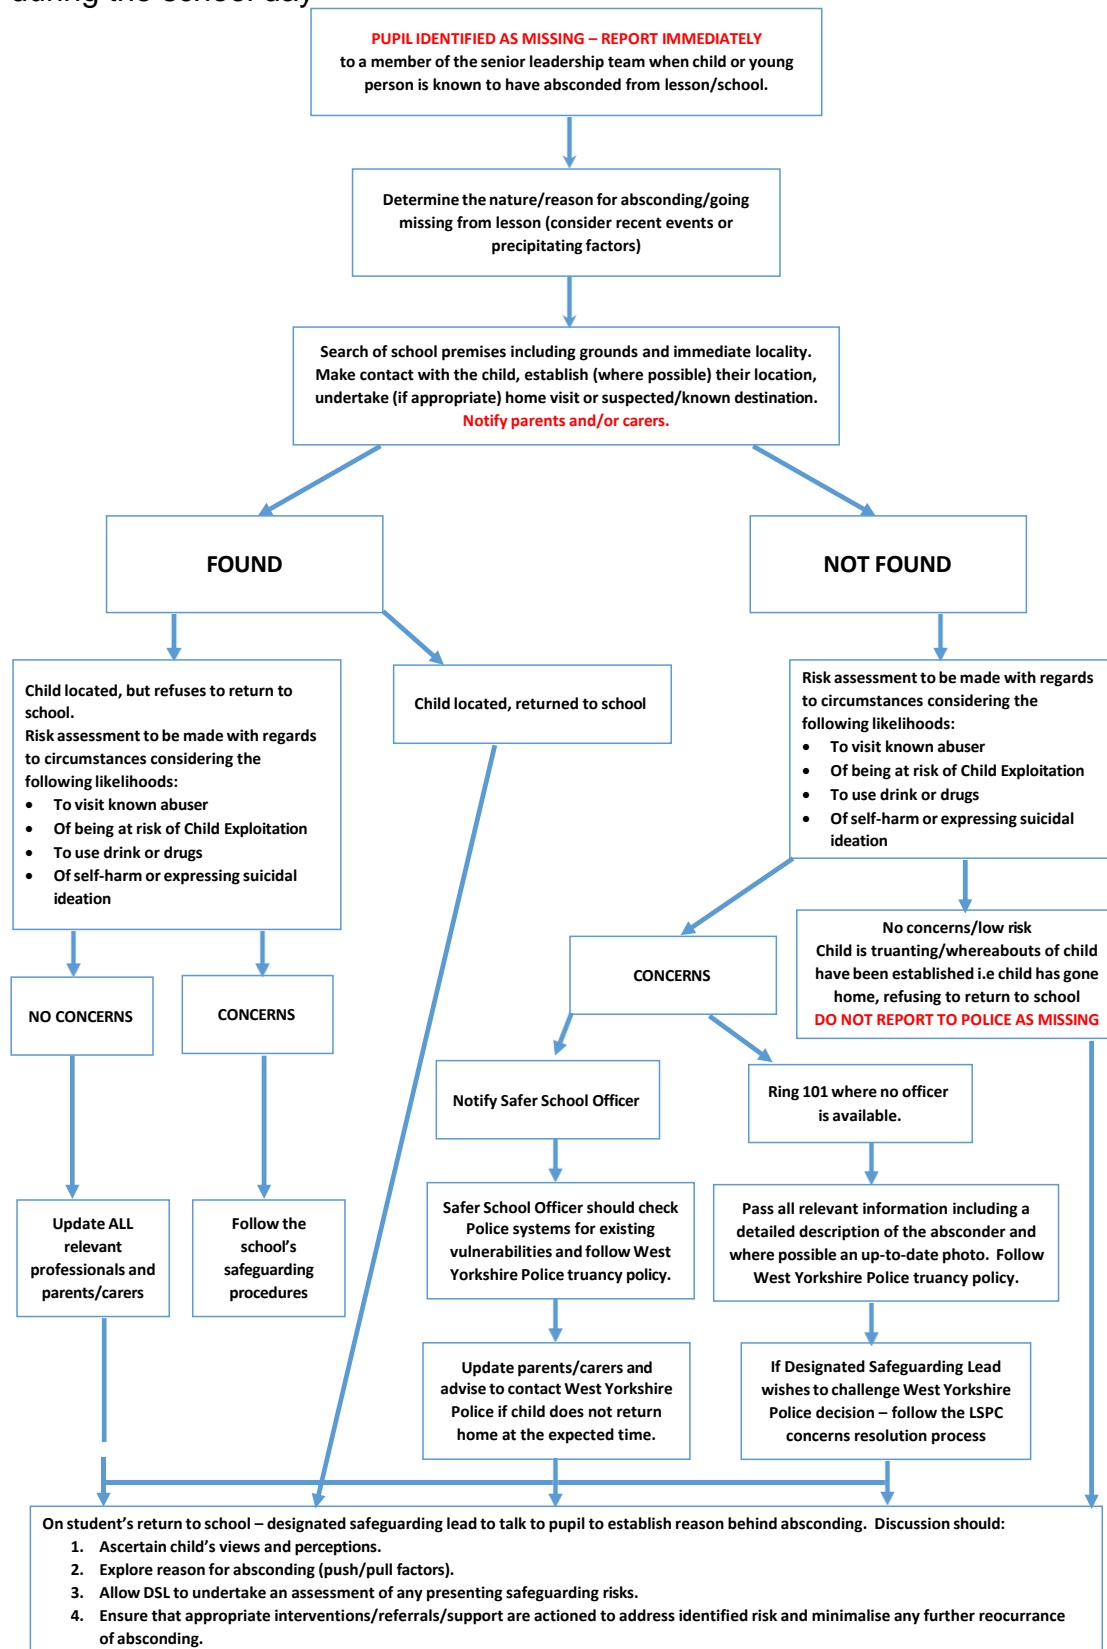 during the school day
PUPIL IDENTIFIED AS MISSING – REPORT IMMEDIATELY
to a member of the senior leadership team when child or young
person is known to have absconded from lesson/school.
Determine the nature/reason for absconding/going
missing from lesson (consider recent events or
precipitating factors)
Search of school premises including grounds and immediate locality.
Make contact with the child, establish (where possible) their location,
undertake (if appropriate) home visit or suspected/known destination.
Notify parents and/or carers.
FOUND
NOT FOUND
Child located, but refuses to return to
school.
Risk assessment to be made with regards
to circumstances considering the
following likelihoods:
• To visit known abuser
• Of being at risk of Child Exploitation
• To use drink or drugs
• Of self-harm or expressing suicidal
ideation
Child located, returned to school
Risk assessment to be made with regards
to circumstances considering the
following likelihoods:
• To visit known abuser
• Of being at risk of Child Exploitation
• To use drink or drugs
• Of self-harm or expressing suicidal
ideation
NO CONCERNS
CONCERNS
CONCERNS
No concerns/low risk
Child is truanting/whereabouts of child
have been established i.e child has gone
home, refusing to return to school
DO NOT REPORT TO POLICE AS MISSING
Notify Safer School Officer
Ring 101 where no officer
is available.
Update ALL
relevant
professionals and
parents/carers
Follow the
school's
safeguarding
procedures
Safer School Officer should check
Police systems for existing
vulnerabilities and follow West
Yorkshire Police truancy policy.
Pass all relevant information including a
detailed description of the absconder and
where possible an up-to-date photo.  Follow
West Yorkshire Police truancy policy.
Update parents/carers and
advise to contact West Yorkshire
Police if child does not return
home at the expected time.
If Designated Safeguarding Lead
wishes to challenge West Yorkshire
Police decision – follow the LSPC
concerns resolution process
On student's return to school – designated safeguarding lead to talk to pupil to establish reason behind absconding.  Discussion should:
1. Ascertain child's views and perceptions.
2. Explore reason for absconding (push/pull factors).
3. Allow DSL to undertake an assessment of any presenting safeguarding risks.
4. Ensure that appropriate interventions/referrals/support are actioned to address identified risk and minimalise any further reocurrance
of absconding.